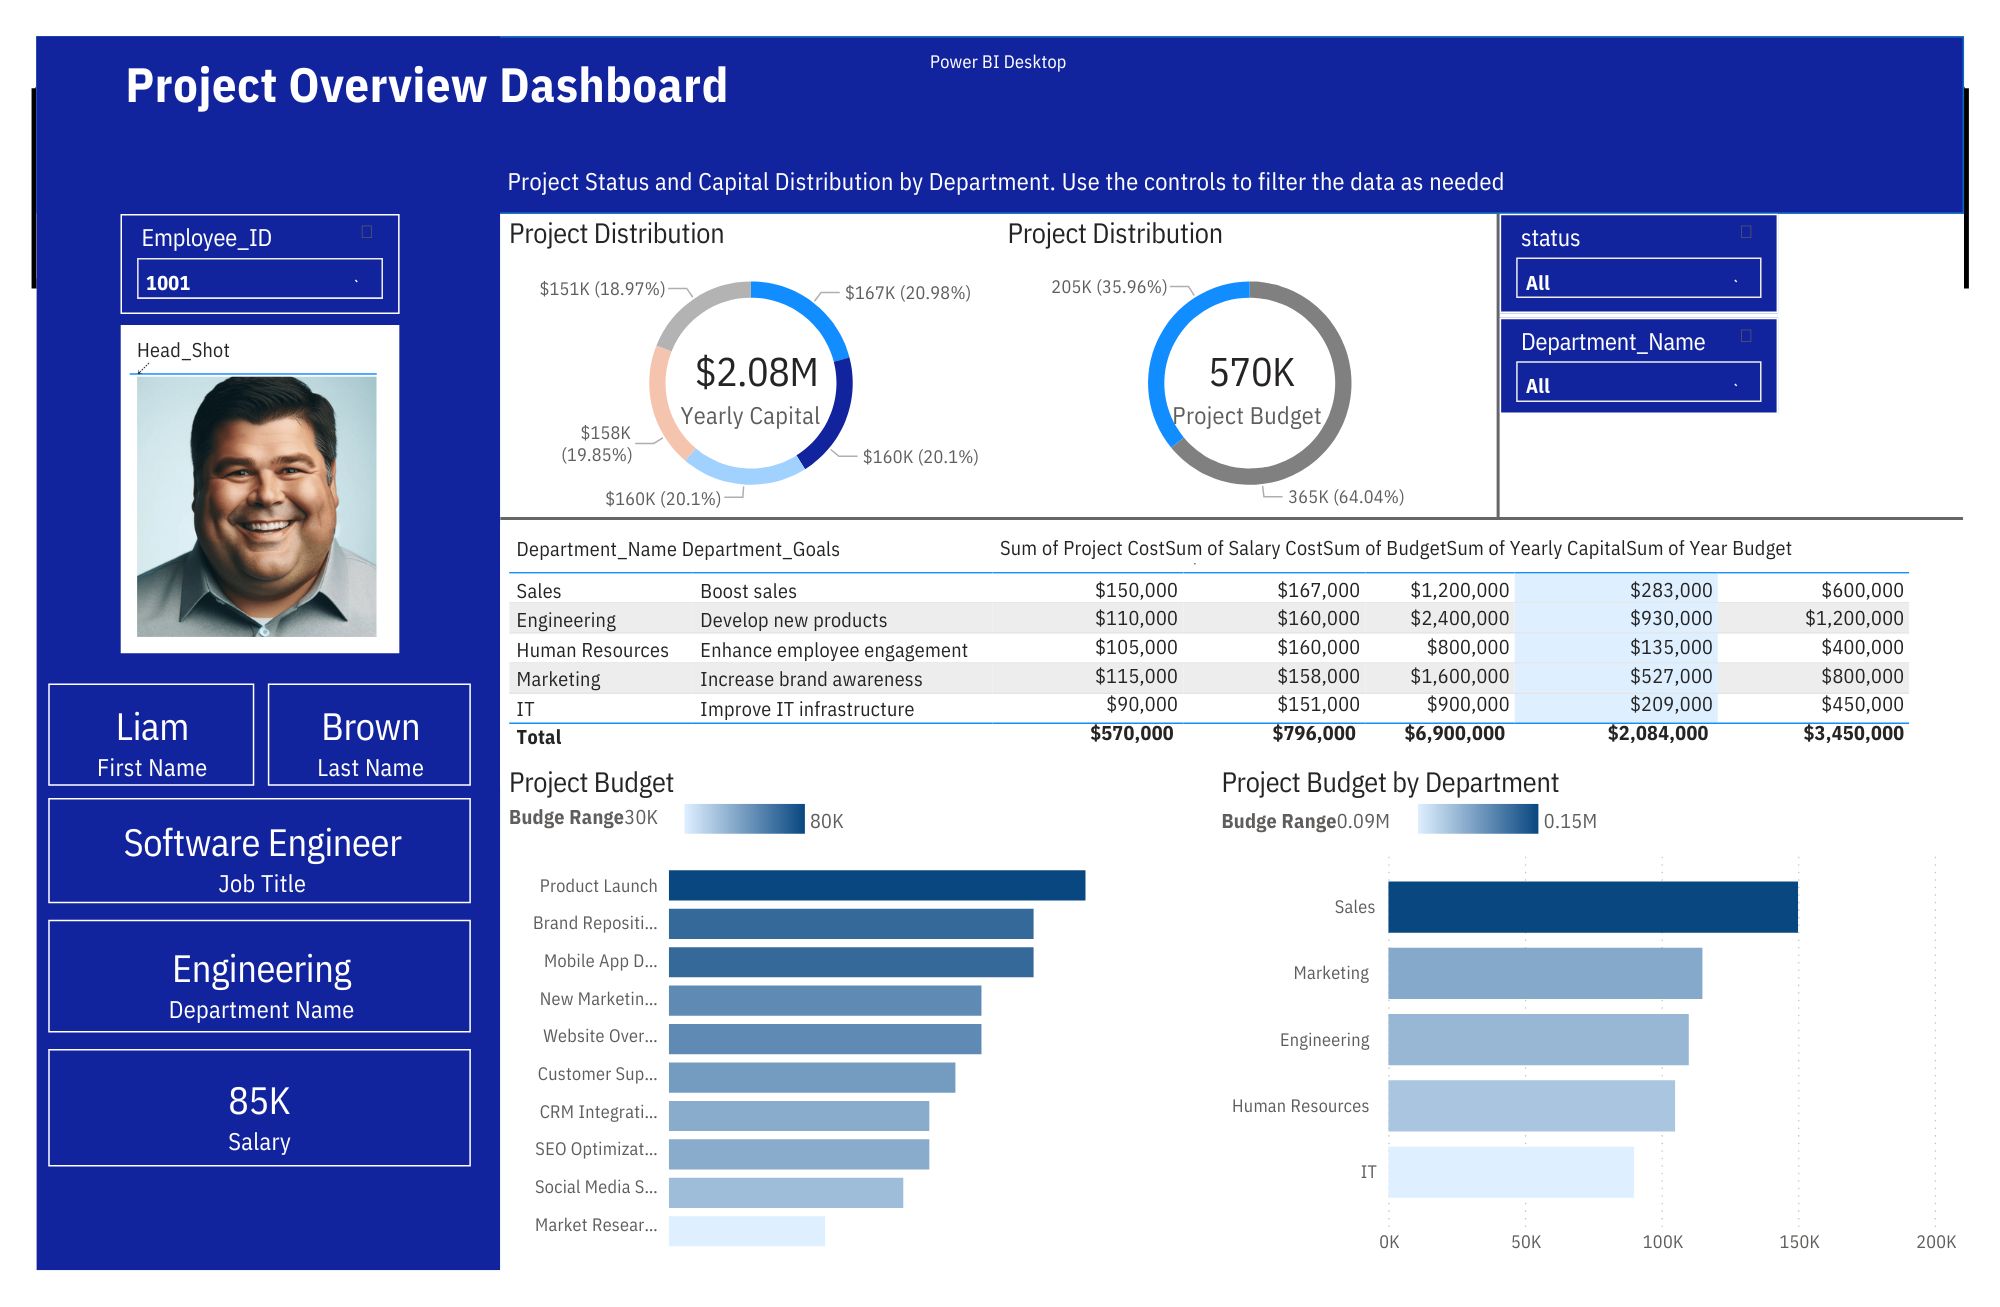 Power BI Desktop
Project Overview Dashboard
Project Status and Capital Distribution by Department. Use the controls to filter the data as needed
Employee_ID
1001
Head_Shot
Liam
First Name
Brown
Last Name
Software Engineer
Job Title
Engineering
Department Name
85K
Salary
Project Distribution
$151K (18.97%)
$167K (20.98%)
$2.08M
Yearly Capital
$158K
(19.85%)
$160K (20.1%)
$160K (20.1%)
Project Distribution
205K (35.96%)
570K
Project Budget
365K (64.04%)
status
All
Department_Name
All
Department_Name Department_Goals Sum of Project Cost Sum of Salary Cost Sum of Budget Sum of Yearly Capital Sum of Year Budget
Sales Boost sales $150,000 $167,000 $1,200,000 $283,000 $600,000
Engineering Develop new products $110,000 $160,000 $2,400,000 $930,000 $1,200,000
Human Resources Enhance employee engagement $105,000 $160,000 $800,000 $135,000 $400,000
Marketing Increase brand awareness $115,000 $158,000 $1,600,000 $527,000 $800,000
IT Improve IT infrastructure $90,000 $151,000 $900,000 $209,000 $450,000
Total $570,000 $796,000 $6,900,000 $2,084,000 $3,450,000
Project Budget
Budge Range 30K 80K
Product Launch
Brand Repositi...
Mobile App D...
New Marketin...
Website Over...
Customer Sup...
CRM Integrati...
SEO Optimizat...
Social Media S...
Market Resear...
Project Budget by Department
Budge Range 0.09M 0.15M
Sales
Marketing
Engineering
Human Resources
IT
0K 50K 100K 150K 200K